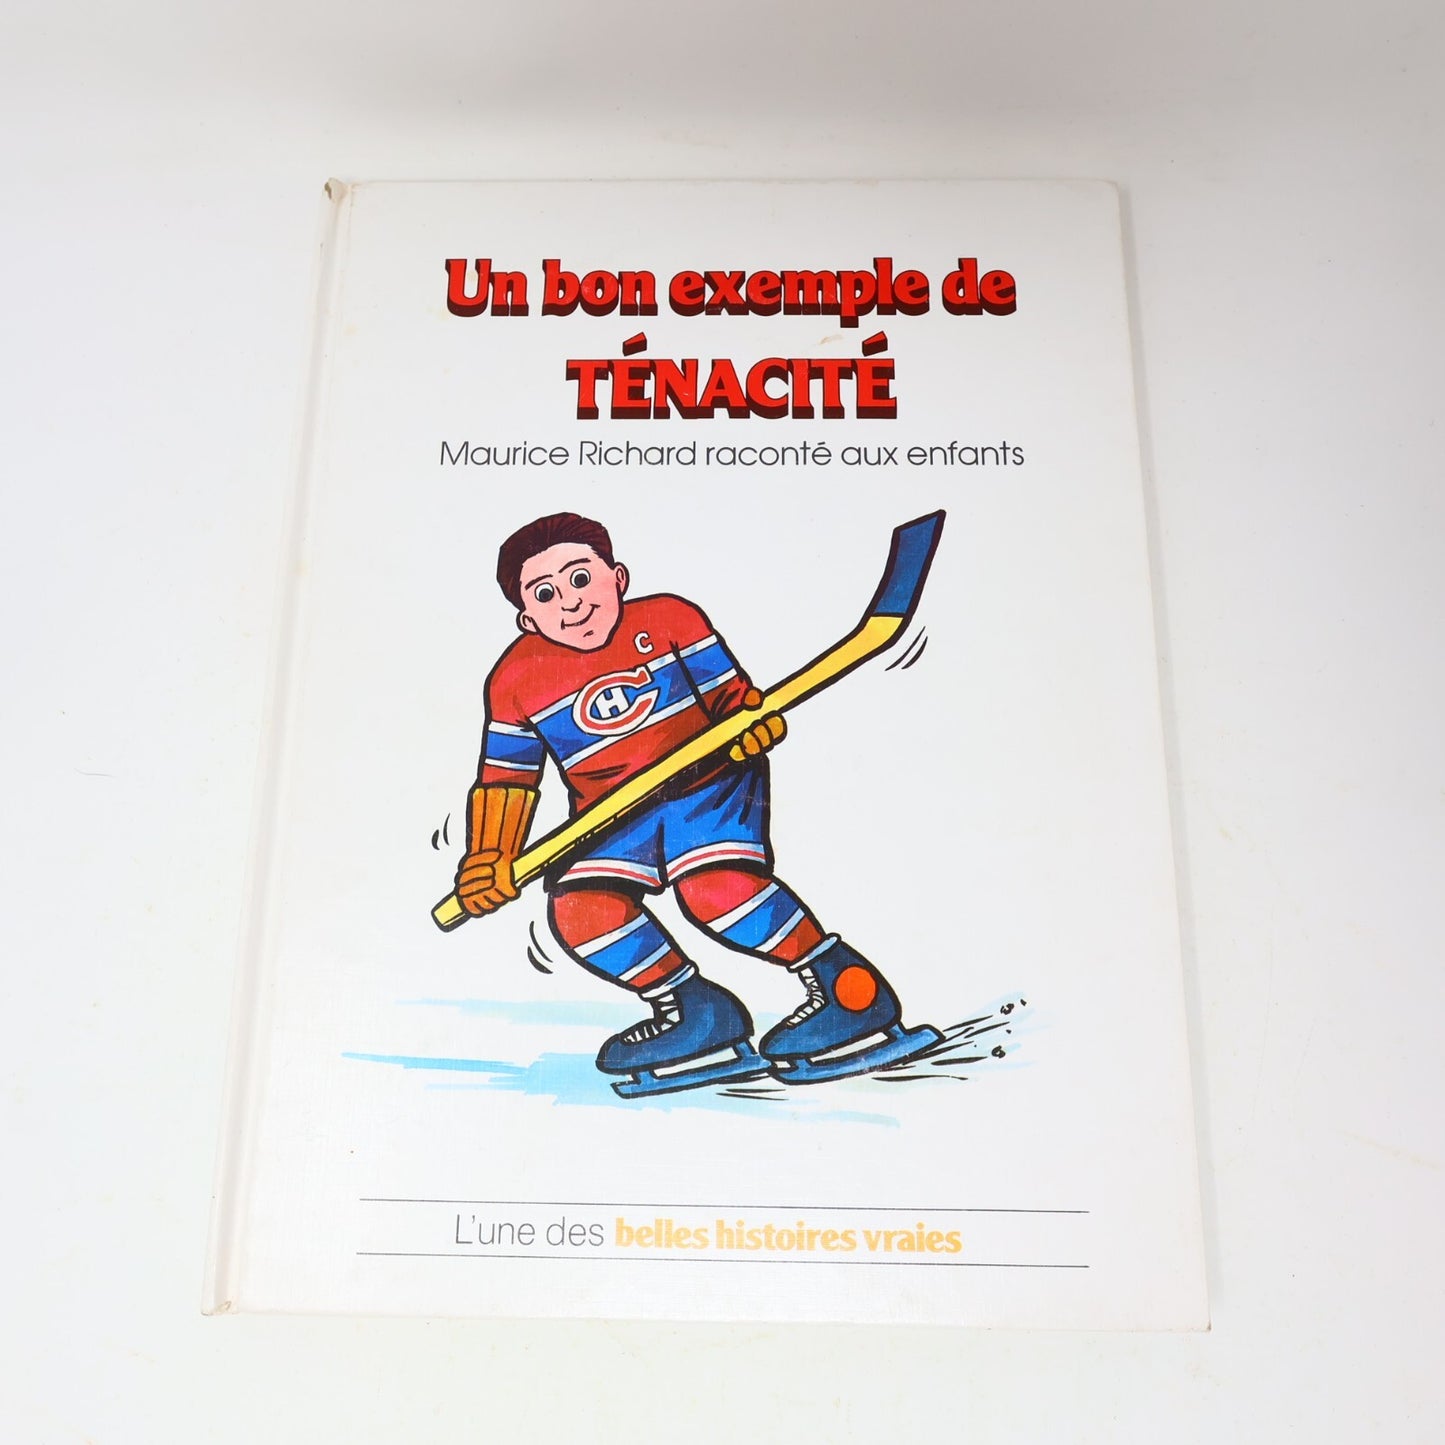 Un bon exemple de
TÉNACITÉ
Maurice Richard raconté aux enfants
C
CH
L'une des belles histoires vraies